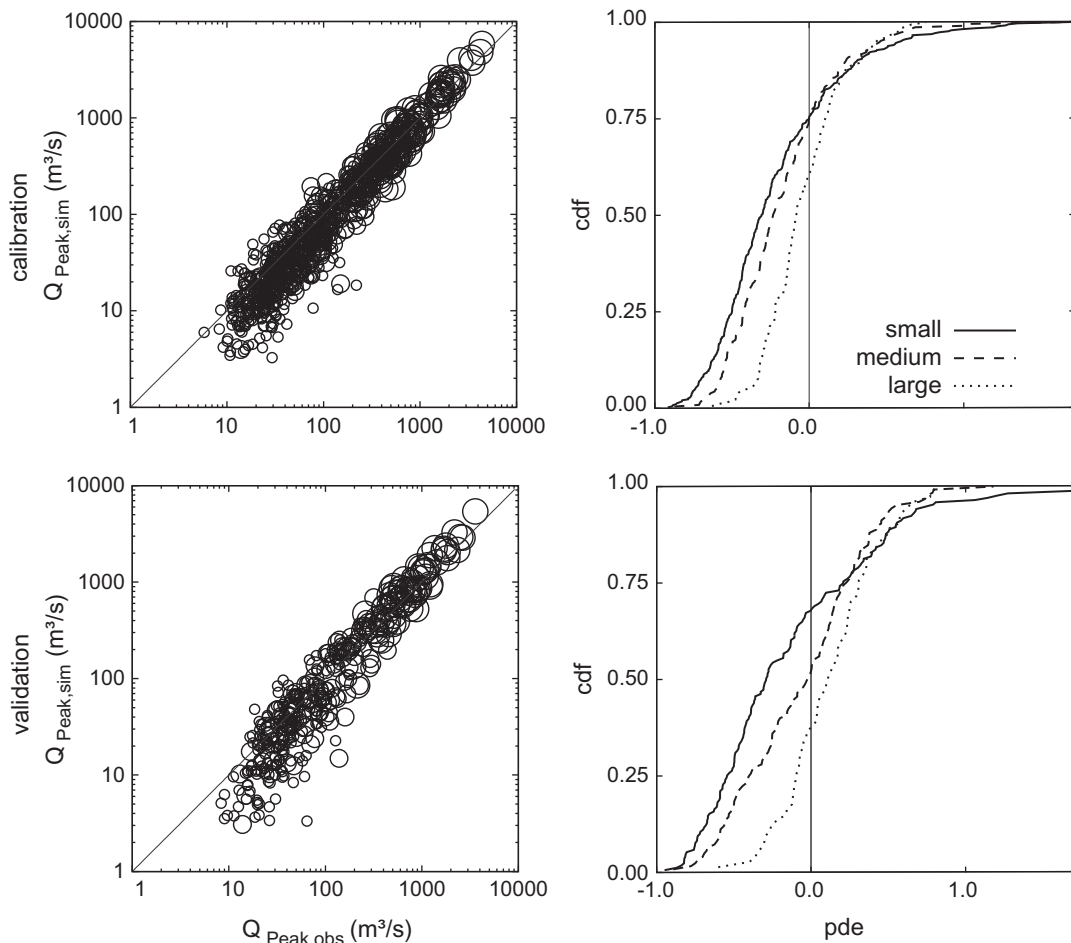 10000
1000
100
10
1
calibration
Q Peak,sim (m³/s)
1 10 100 1000 10000
1.00
0.75
0.50
0.25
0.00
cdf
small
medium
large
-1.0 0.0
10000
1000
100
10
1
validation
Q Peak,sim (m³/s)
1 10 100 1000 10000
Q Peak,obs (m³/s)
1.00
0.75
0.50
0.25
0.00
cdf
-1.0 0.0 1.0
pde